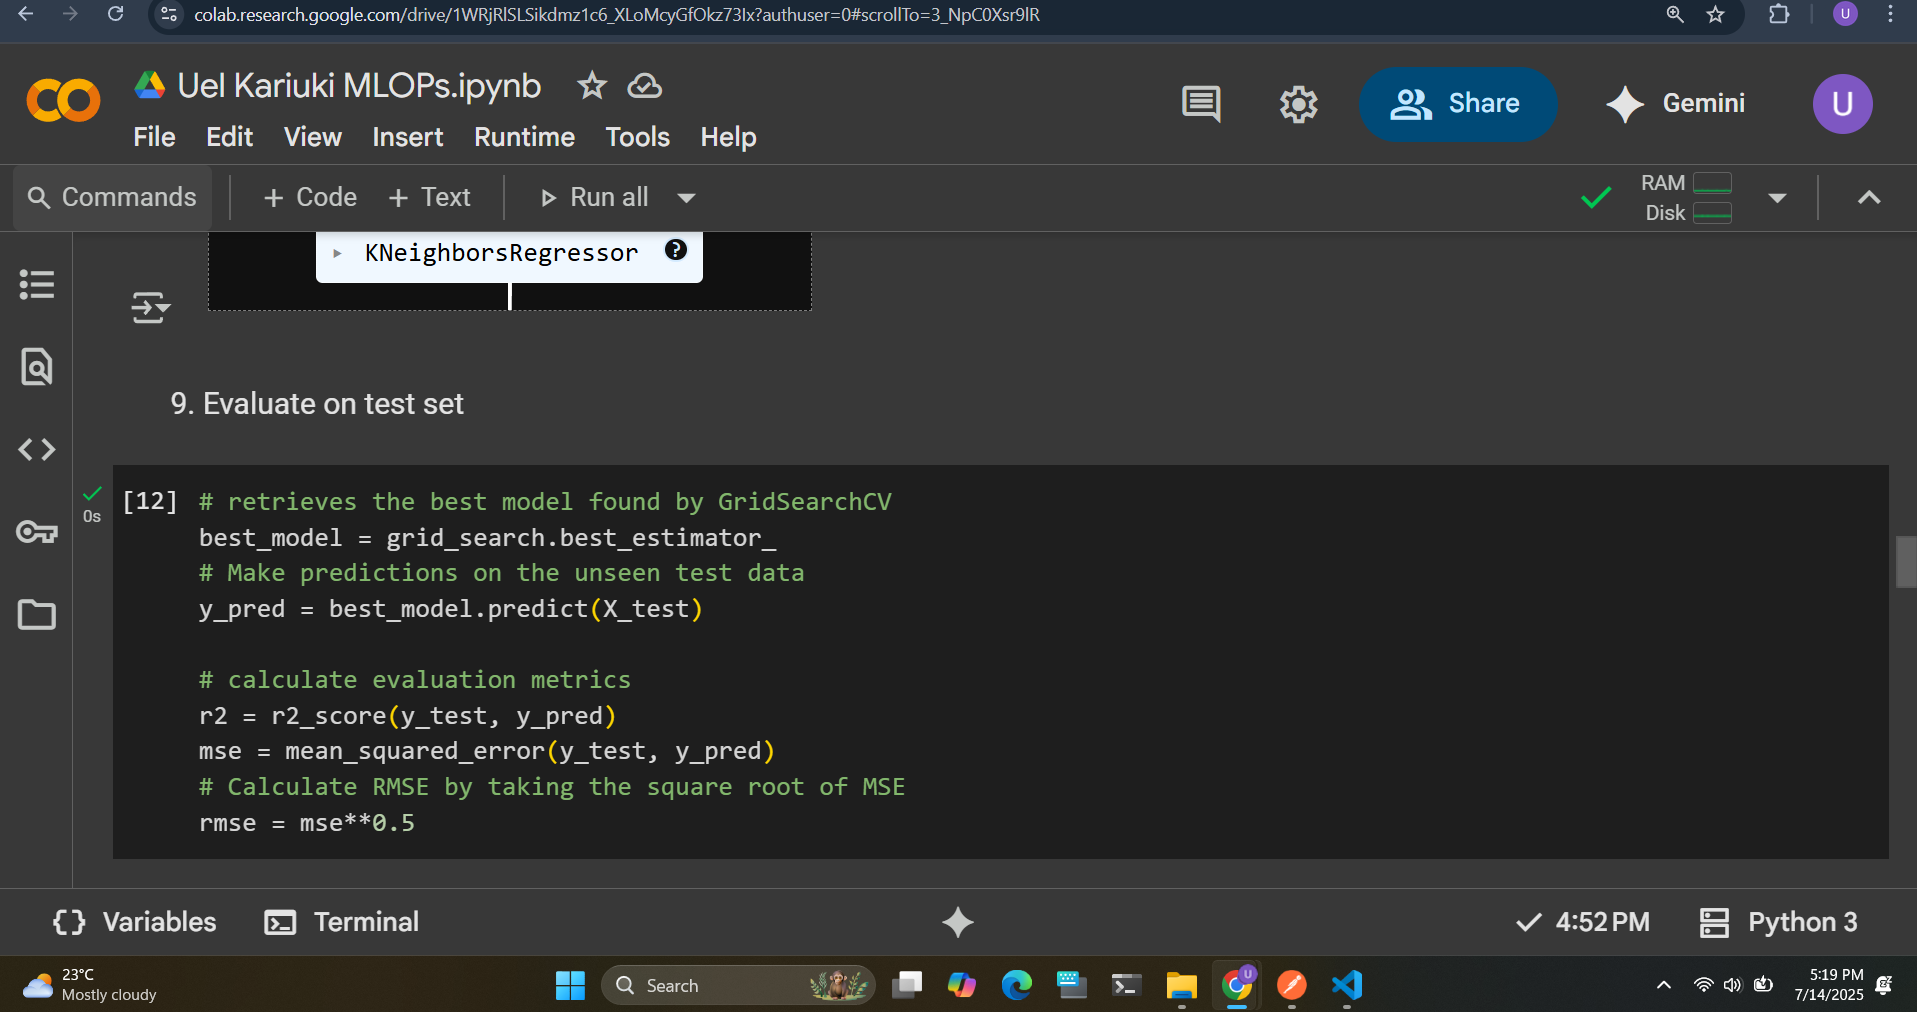 colab.research.google.com/drive/1WRjRlSLSikdmz1c6_XLoMcyGfOkz73Ix?authuser=0#scrollTo=3_NpC0Xsr9lR
U
Uel Kariuki MLOPs.ipynb
File Edit View Insert Runtime Tools Help
Share
Gemini
U
Commands
+ Code
+ Text
Run all
RAM
Disk
KNeighborsRegressor ?
9. Evaluate on test set
0s
[12]
# retrieves the best model found by GridSearchCV
best_model = grid_search.best_estimator_
# Make predictions on the unseen test data
y_pred = best_model.predict(X_test)
# calculate evaluation metrics
r2 = r2_score(y_test, y_pred)
mse = mean_squared_error(y_test, y_pred)
# Calculate RMSE by taking the square root of MSE
rmse = mse**0.5
{} Variables
Terminal
4:52 PM
Python 3
23°C
Mostly cloudy
Search
U
5:19 PM
7/14/2025